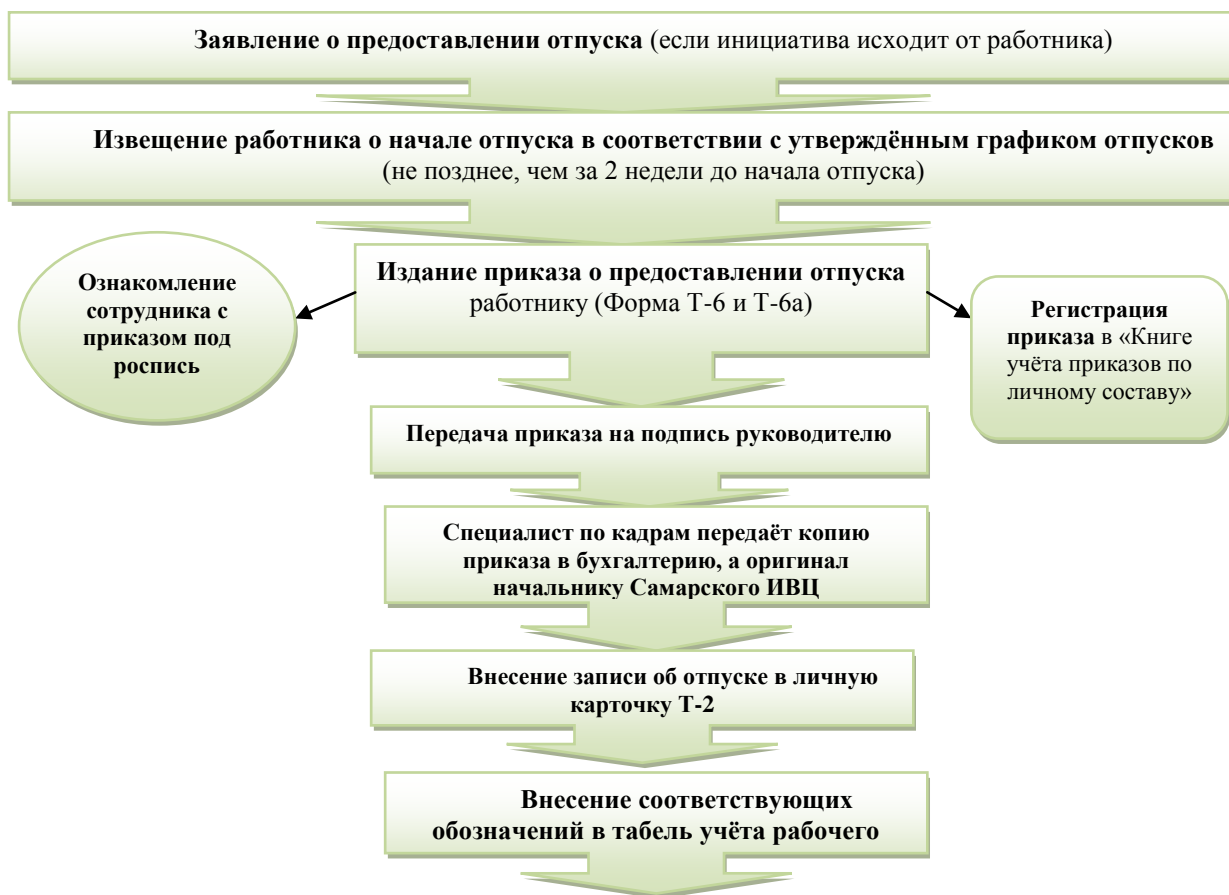 Заявление о предоставлении отпуска (если инициатива исходит от работника)
Извещение работника о начале отпуска в соответствии с утверждённым графиком отпусков
(не позднее, чем за 2 недели до начала отпуска)
Издание приказа о предоставлении отпуска
работнику (Форма Т-6 и Т-6а)
Ознакомление
сотрудника с
приказом под
роспись
Регистрация
приказа в «Книге
учёта приказов по
личному составу»
Передача приказа на подпись руководителю
Специалист по кадрам передаёт копию
приказа в бухгалтерию, а оригинал
начальнику Самарского ИВЦ
Внесение записи об отпуске в личную
карточку Т-2
Внесение соответствующих
обозначений в табель учёта рабочего